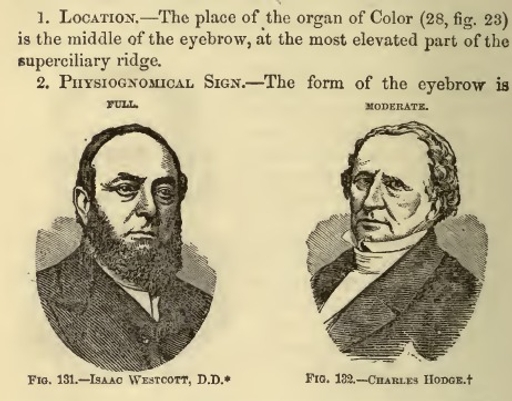 1. LOCATION.—The place of the organ of Color (28, fig. 23)
is the middle of the eyebrow, at the most elevated part of the
superciliary ridge.
2. PHYSIOGNOMICAL SIGN.—The form of the eyebrow is
FULL.
MODERATE.
FIG. 131.—ISAAC WESTCOTT, D.D.*
FIG. 132.—CHARLES HODGE.†